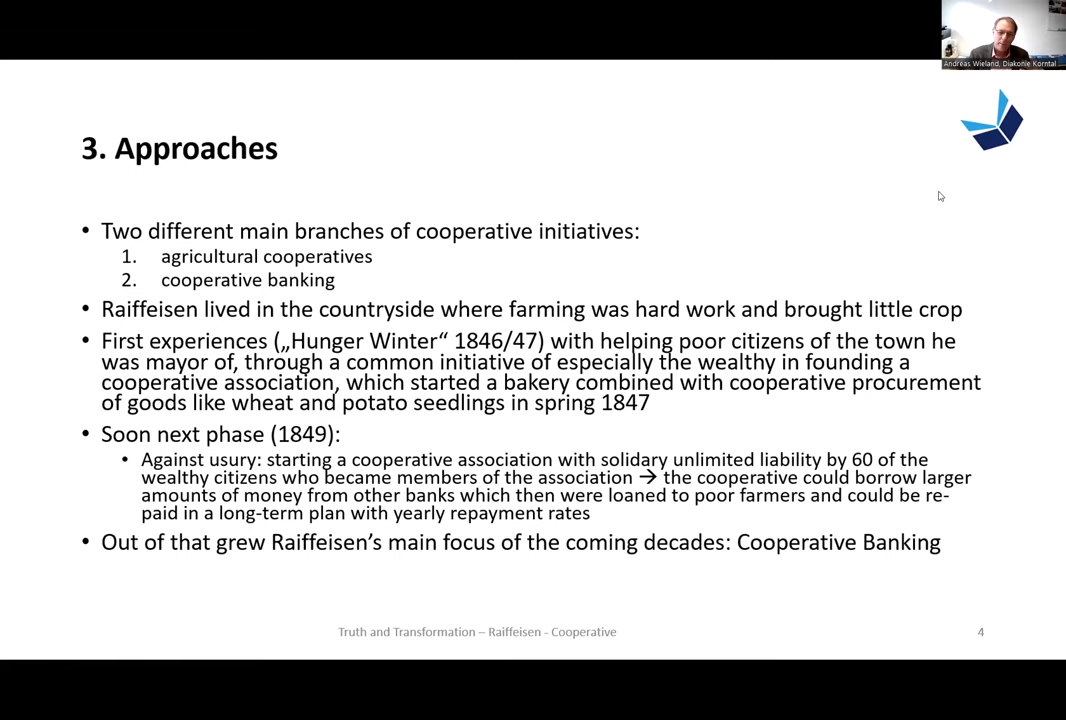 Andreas Wieland, Diakonie Korntal
3. Approaches
• Two different main branches of cooperative initiatives:
1. agricultural cooperatives
2. cooperative banking
• Raiffeisen lived in the countryside where farming was hard work and brought little crop
• First experiences („Hunger Winter“ 1846/47) with helping poor citizens of the town he
was mayor of, through a common initiative of especially the wealthy in founding a
cooperative association, which started a bakery combined with cooperative procurement
of goods like wheat and potato seedlings in spring 1847
• Soon next phase (1849):
• Against usury: starting a cooperative association with solidary unlimited liability by 60 of the
wealthy citizens who became members of the association → the cooperative could borrow larger
amounts of money from other banks which then were loaned to poor farmers and could be re-
paid in a long-term plan with yearly repayment rates
• Out of that grew Raiffeisen’s main focus of the coming decades: Cooperative Banking
Truth and Transformation – Raiffeisen - Cooperative
4